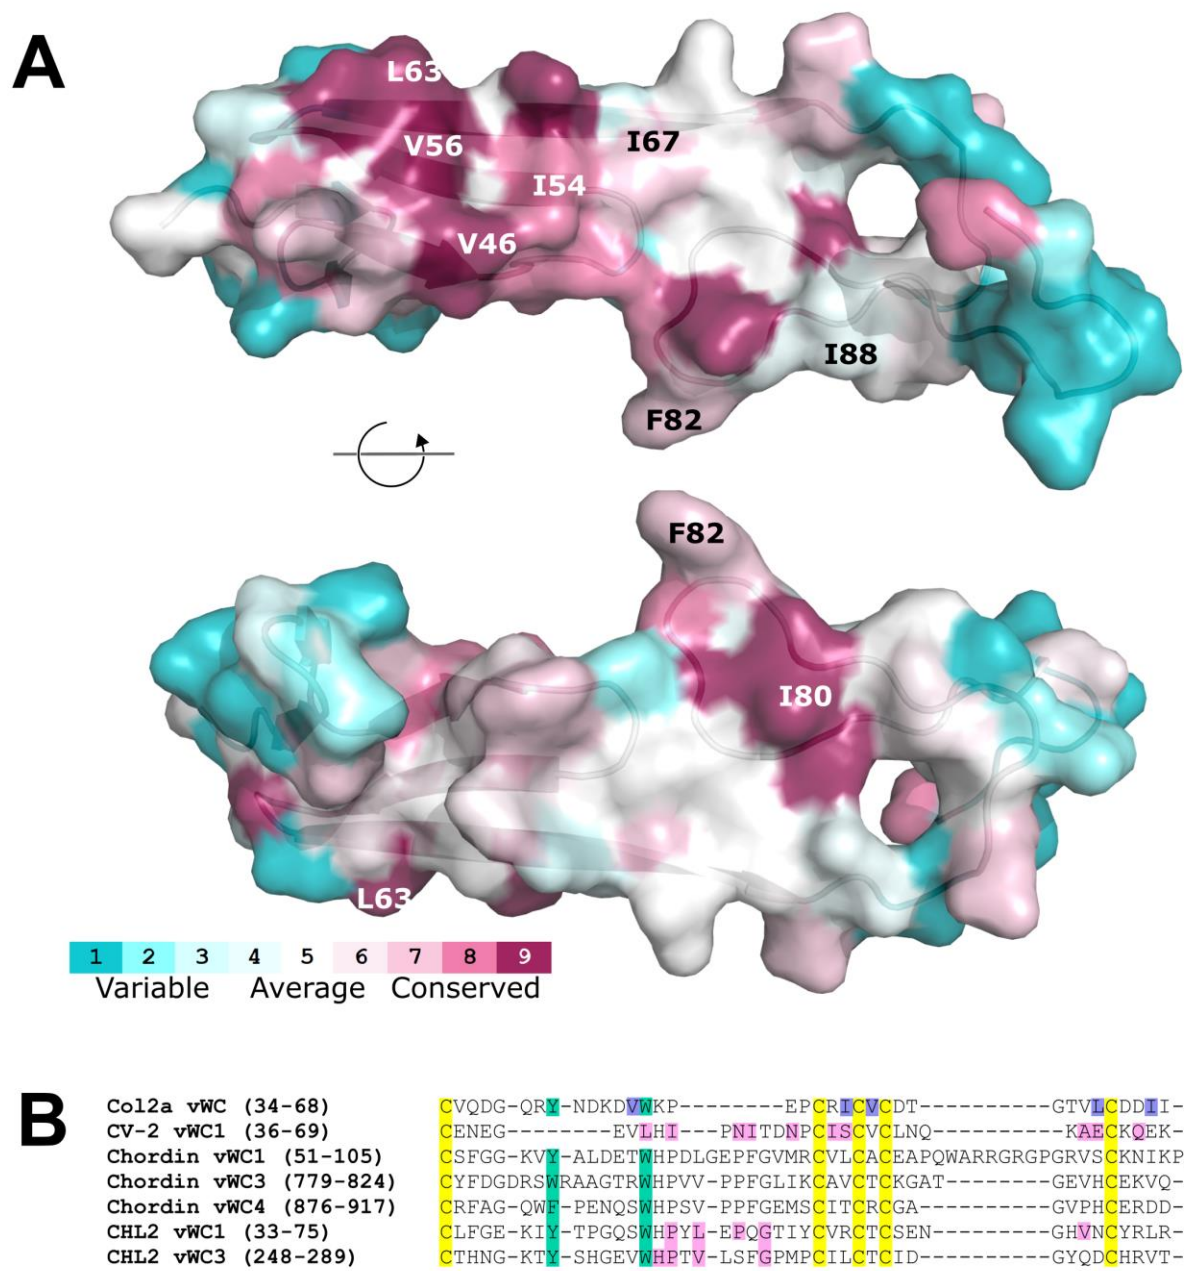 A
L63
V56
I67
I54
V46
I88
F82
F82
I80
L63
1 2 3 4 5 6 7 8 9
Variable Average Conserved
B
Col2a vWC (34-68) CVQDG-QRY-NDKDVWKP--------EPCRICVCDT----------GTVLCDDII-
CV-2 vWC1 (36-69) CENEG--------EVLHI---PNITDNPCISCVCLNQ----------KAECKQEK-
Chordin vWC1 (51-105) CSFGG-KVY-ALDETWHPDLGEPFGVMRCVLCACEAPQWARRGRGPGRVSCKNIKP
Chordin vWC3 (779-824) CYFDGDRSWRAAGTRWHPVV-PPFGLIKCAVCTCKGAT--------GEVHCEKVQ-
Chordin vWC4 (876-917) CRFAG-QWF-PENQSWHPSV-PPFGEMSCITCRCGA----------GVPHCERDD-
CHL2 vWC1 (33-75) CLFGE-KIY-TPGQSWHPYL-EPQGTIYCVRCTCSEN---------GHVNCYRLR-
CHL2 vWC3 (248-289) CTHNG-KTY-SHGEVWHPTV-LSFGPMPCILCTCID----------GYQDCHRVT-